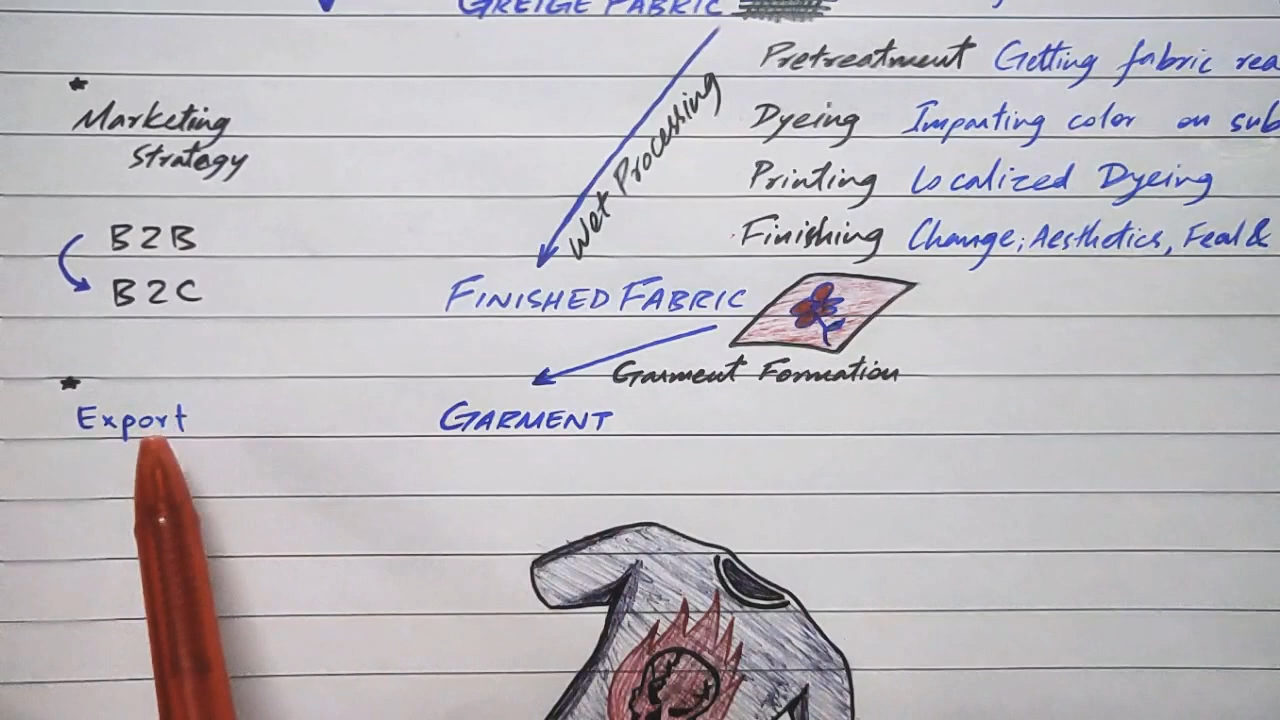 GREIGE FABRIC
Pretreatment Getting fabric rea
Dyeing Imparting color on sub
Printing Localized Dyeing
Finishing Change; Aesthetics, Feal &
Wet Processing
Marketing
Strategy
B2B
B2C
FINISHED FABRIC
Garment Formation
Export
GARMENT